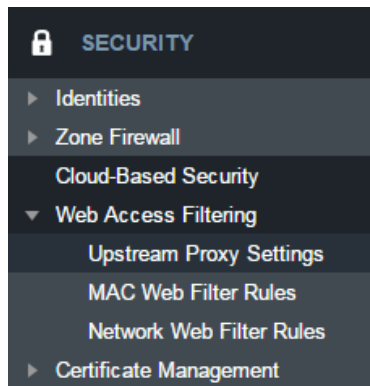 SECURITY
Identities
Zone Firewall
Cloud-Based Security
Web Access Filtering
Upstream Proxy Settings
MAC Web Filter Rules
Network Web Filter Rules
Certificate Management